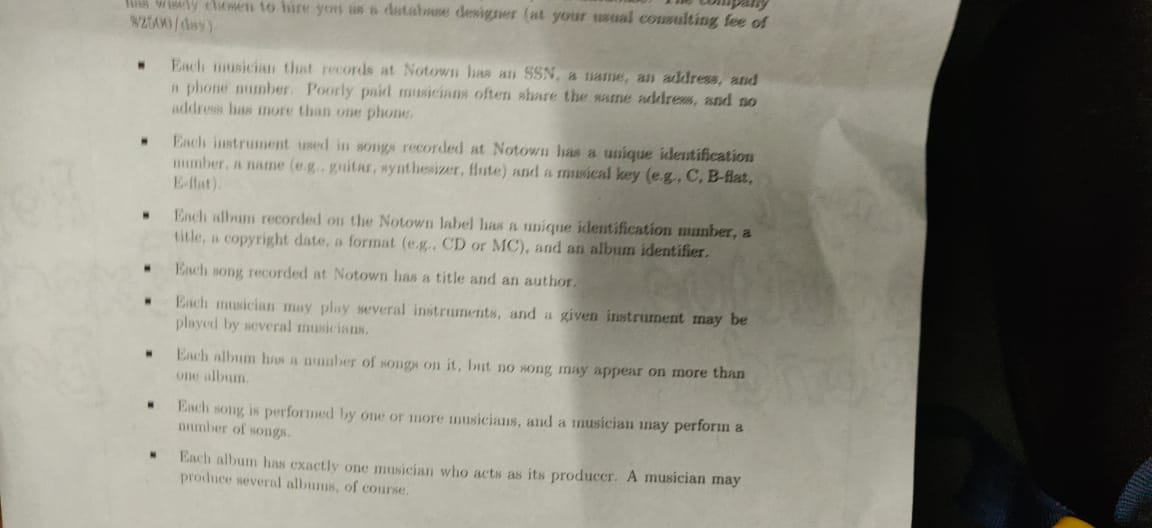 has wisely chosen to hire you as a database designer (at your usual consulting fee of
$2500/day).
▪ Each musician that records at Notown has an SSN, a name, an address, and
a phone number. Poorly paid musicians often share the same address, and no
address has more than one phone.
▪ Each instrument used in songs recorded at Notown has a unique identification
number, a name (e.g., guitar, synthesizer, flute) and a musical key (e.g., C, B-flat,
E-flat).
▪ Each album recorded on the Notown label has a unique identification number, a
title, a copyright date, a format (e.g., CD or MC), and an album identifier.
▪ Each song recorded at Notown has a title and an author.
▪ Each musician may play several instruments, and a given instrument may be
played by several musicians.
▪ Each album has a number of songs on it, but no song may appear on more than
one album.
▪ Each song is performed by one or more musicians, and a musician may perform a
number of songs.
▪ Each album has exactly one musician who acts as its producer. A musician may
produce several albums, of course.